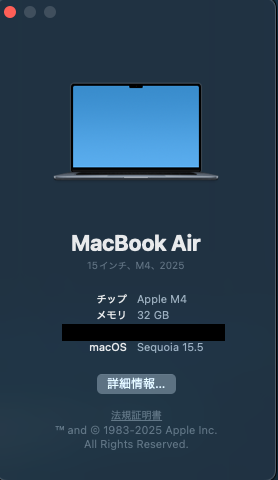 MacBook Air
15インチ、M4、2025
チップ Apple M4
メモリ 32 GB
macOS Sequoia 15.5
詳細情報...
法規証明書
™ and © 1983-2025 Apple Inc.
All Rights Reserved.